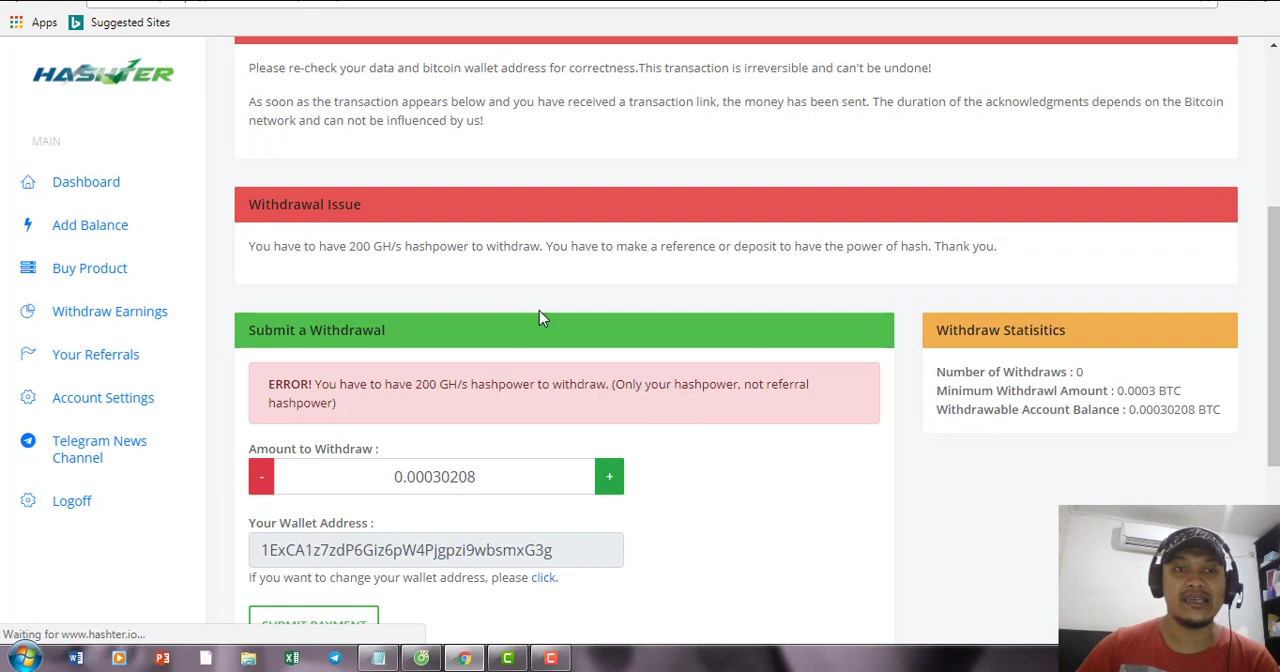 Apps Suggested Sites
HASHTER
MAIN
Dashboard
Add Balance
Buy Product
Withdraw Earnings
Your Referrals
Account Settings
Telegram News
Channel
Logoff
Please re-check your data and bitcoin wallet address for correctness.This transaction is irreversible and can't be undone!
As soon as the transaction appears below and you have received a transaction link, the money has been sent. The duration of the acknowledgments depends on the Bitcoin
network and can not be influenced by us!
Withdrawal Issue
You have to have 200 GH/s hashpower to withdraw. You have to make a reference or deposit to have the power of hash. Thank you.
Submit a Withdrawal
ERROR! You have to have 200 GH/s hashpower to withdraw. (Only your hashpower, not referral
hashpower)
Amount to Withdraw :
- 0.00030208 +
Your Wallet Address :
1ExCA1z7zdP6Giz6pW4Pjgpzi9wbsmxG3g
If you want to change your wallet address, please click.
SUBMIT PAYMENT
Withdraw Statisitics
Number of Withdraws : 0
Minimum Withdrawl Amount : 0.0003 BTC
Withdrawable Account Balance : 0.00030208 BTC
Waiting for www.hashter.io...